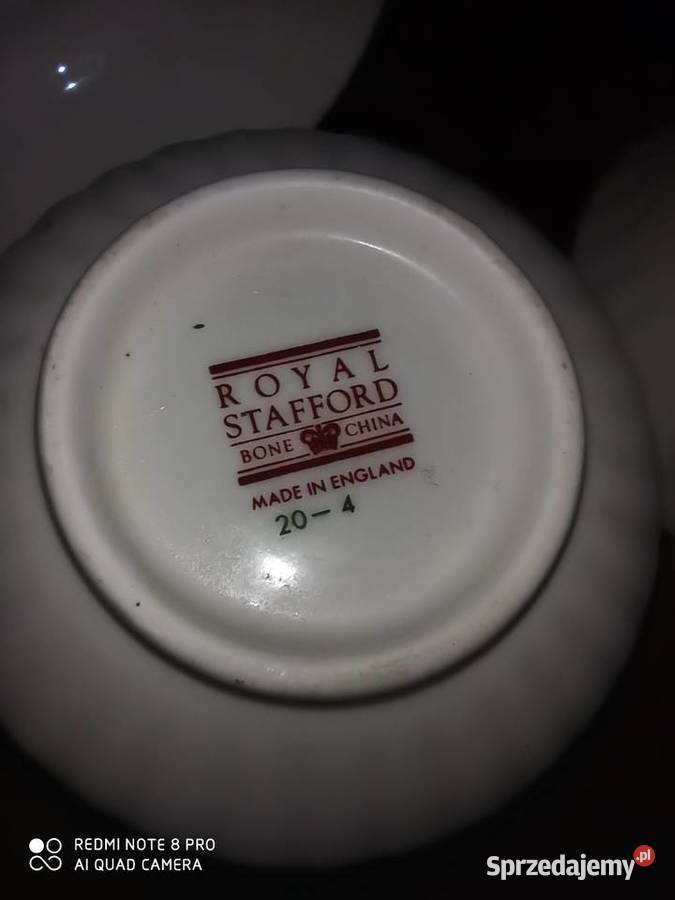 ROYAL
STAFFORD
BONE CHINA
MADE IN ENGLAND
20-4
REDMI NOTE 8 PRO
AI QUAD CAMERA
Sprzedajemy.pl